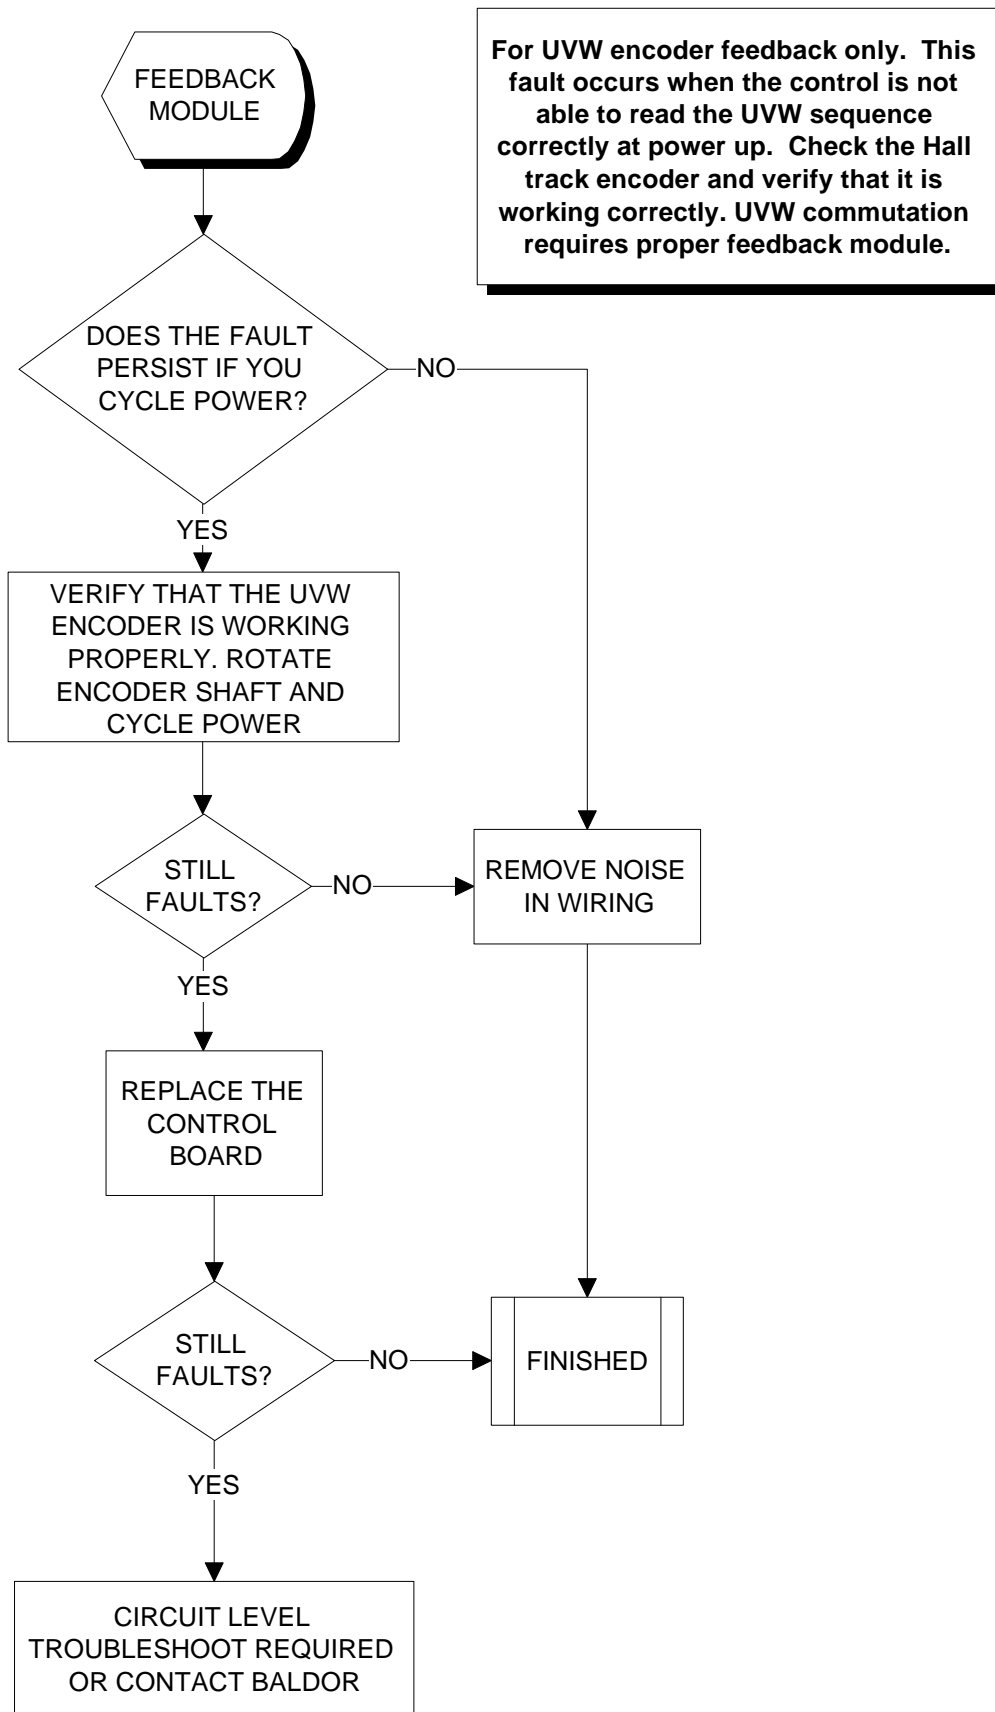 FEEDBACK
MODULE
For UVW encoder feedback only.  This
fault occurs when the control is not
able to read the UVW sequence
correctly at power up.  Check the Hall
track encoder and verify that it is
working correctly. UVW commutation
requires proper feedback module.
DOES THE FAULT
PERSIST IF YOU
CYCLE POWER?
NO
YES
VERIFY THAT THE UVW
ENCODER IS WORKING
PROPERLY. ROTATE
ENCODER SHAFT AND
CYCLE POWER
STILL
FAULTS?
NO
REMOVE NOISE
IN WIRING
YES
REPLACE THE
CONTROL
BOARD
STILL
FAULTS?
NO
FINISHED
YES
CIRCUIT LEVEL
TROUBLESHOOT REQUIRED
OR CONTACT BALDOR